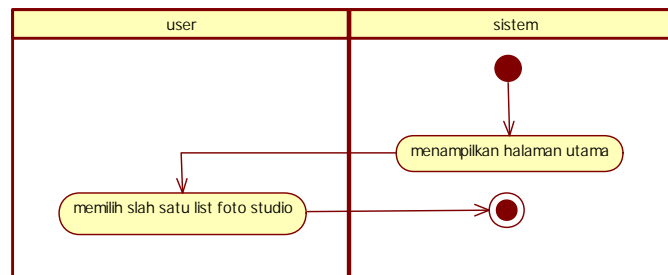 user
sistem
menampilkan halaman utama
memilih slah satu list foto studio